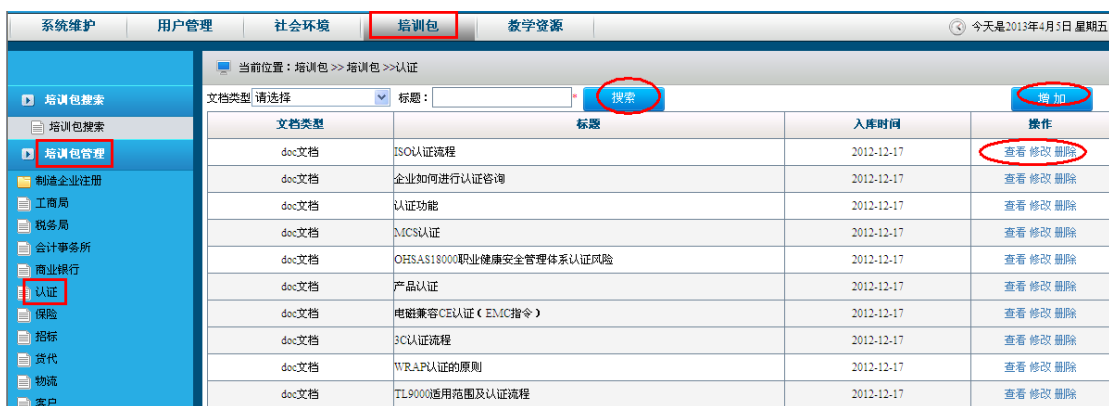 系统维护 用户管理 社会环境 培训包 教学资源 今天是2013年4月5日 星期五
当前位置：培训包 >> 培训包 >>认证
培训包搜索
培训包搜索
培训包管理
制造企业注册
工商局
税务局
会计事务所
商业银行
认证
保险
招标
货代
物流
客户
文档类型 请选择 标题： * 搜索 增 加
文档类型 标题 入库时间 操作
doc文档 ISO认证流程 2012-12-17 查看 修改 删除
doc文档 企业如何进行认证咨询 2012-12-17 查看 修改 删除
doc文档 认证功能 2012-12-17 查看 修改 删除
doc文档 MCS认证 2012-12-17 查看 修改 删除
doc文档 OHSAS18000职业健康安全管理体系认证风险 2012-12-17 查看 修改 删除
doc文档 产品认证 2012-12-17 查看 修改 删除
doc文档 电磁兼容CE认证（EMC指令） 2012-12-17 查看 修改 删除
doc文档 3C认证流程 2012-12-17 查看 修改 删除
doc文档 WRAP认证的原则 2012-12-17 查看 修改 删除
doc文档 TL9000适用范围及认证流程 2012-12-17 查看 修改 删除